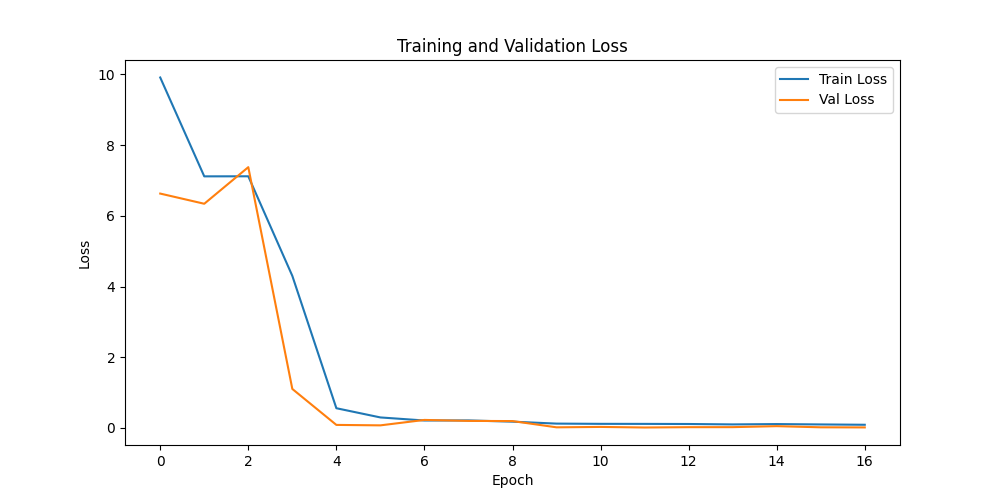 Training and Validation Loss
Train Loss
Val Loss
10
8
6
4
2
0
Loss
0 2 4 6 8 10 12 14 16
Epoch